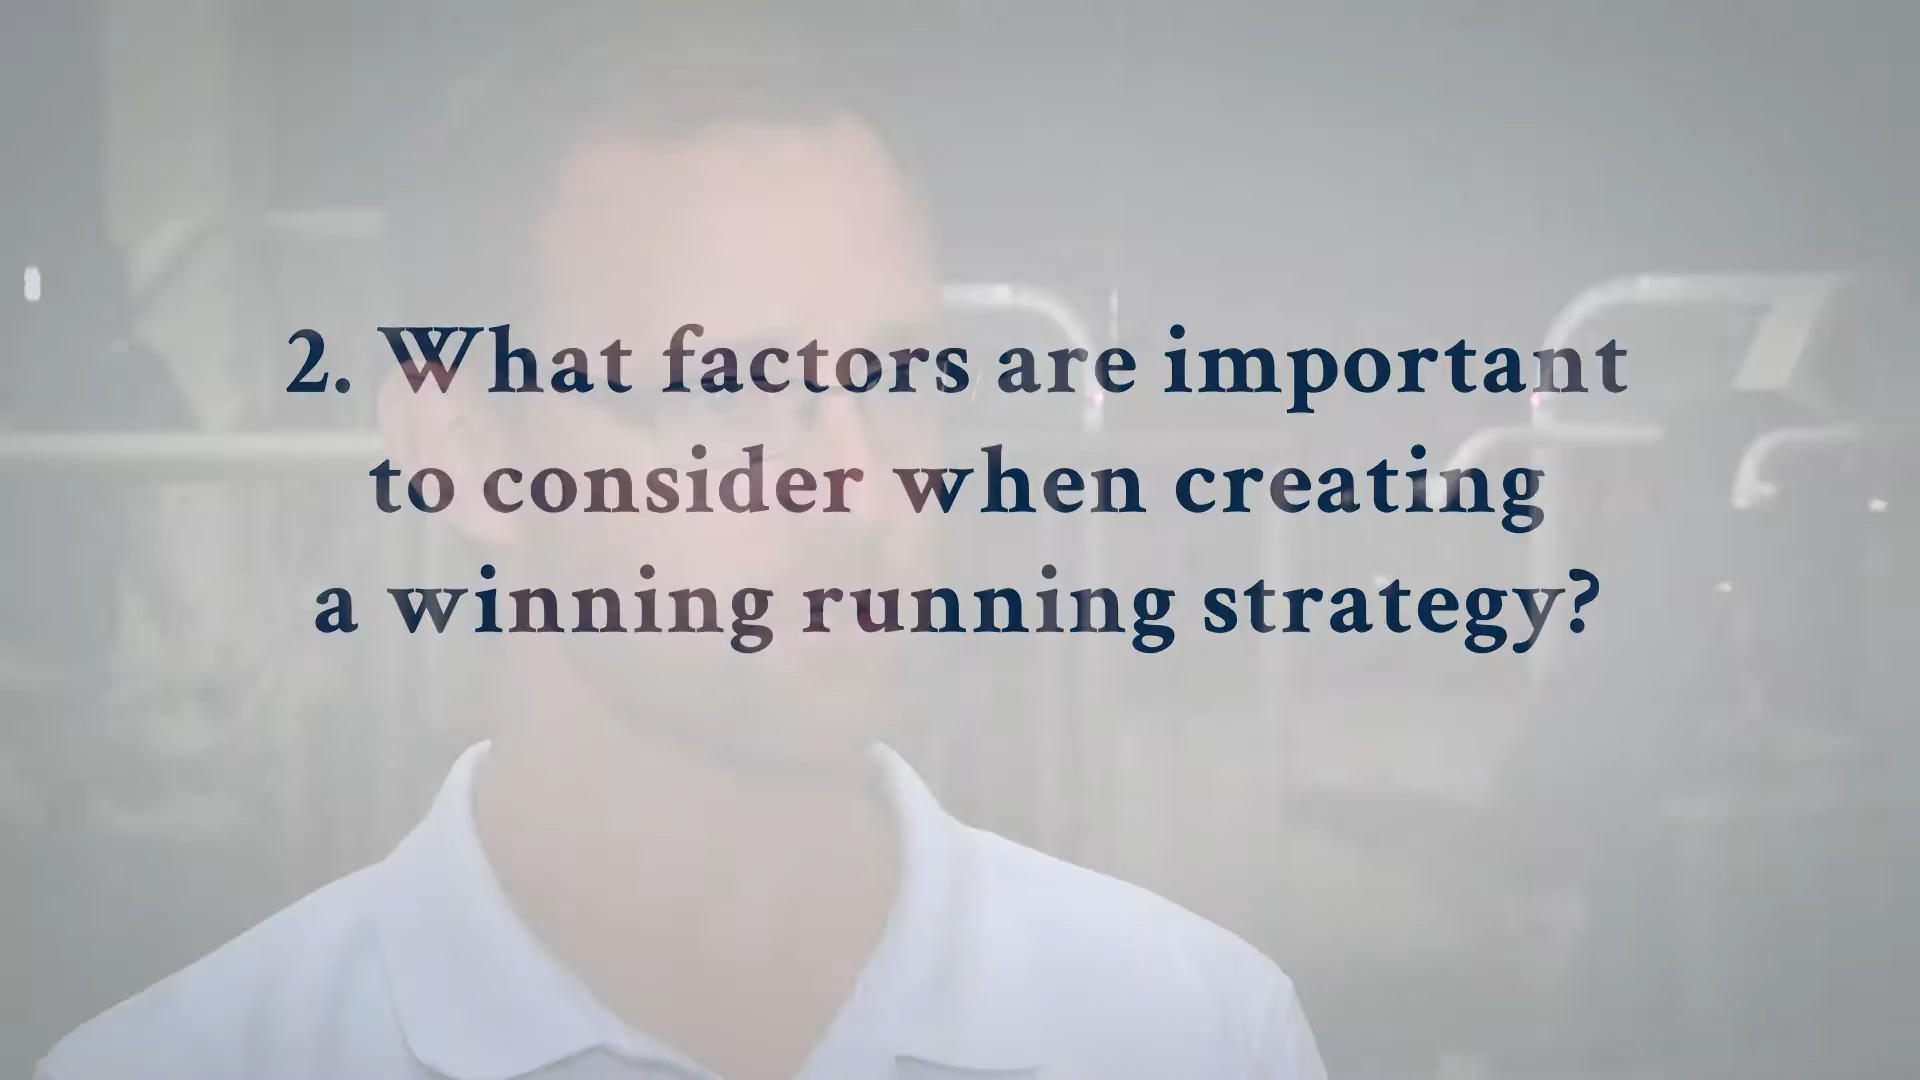 2. What factors are important
to consider when creating
a winning running strategy?